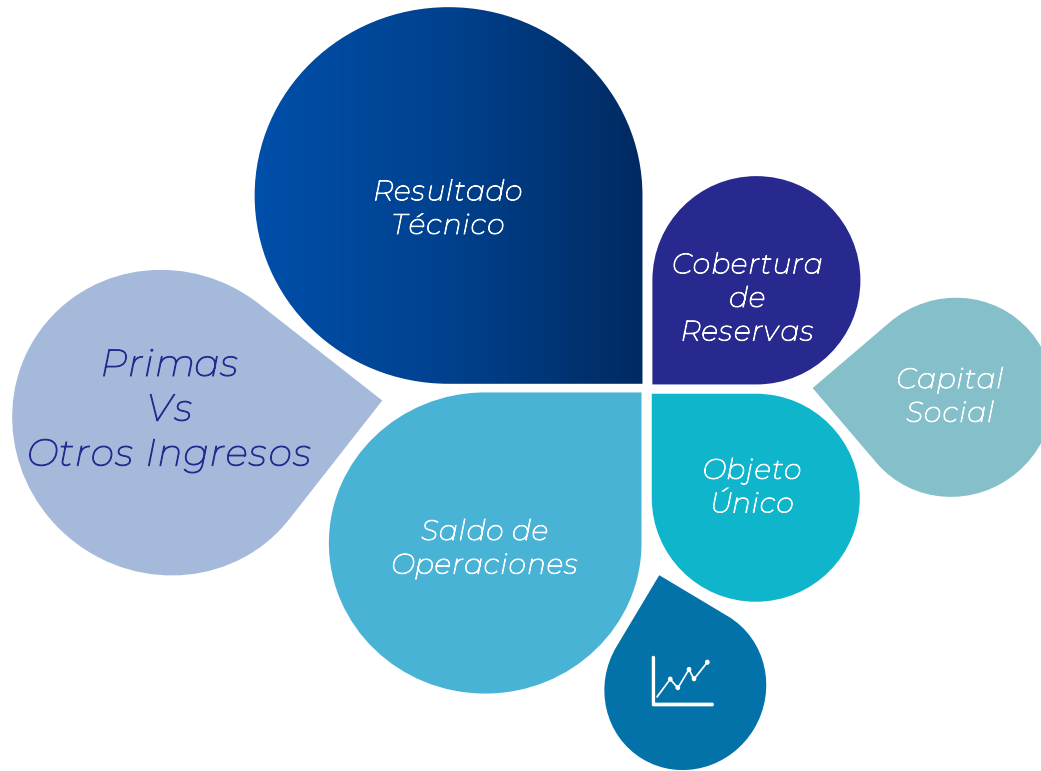 Resultado
Técnico
Cobertura
de
Reservas
Primas
Vs
Otros Ingresos
Capital
Social
Objeto
Único
Saldo de
Operaciones